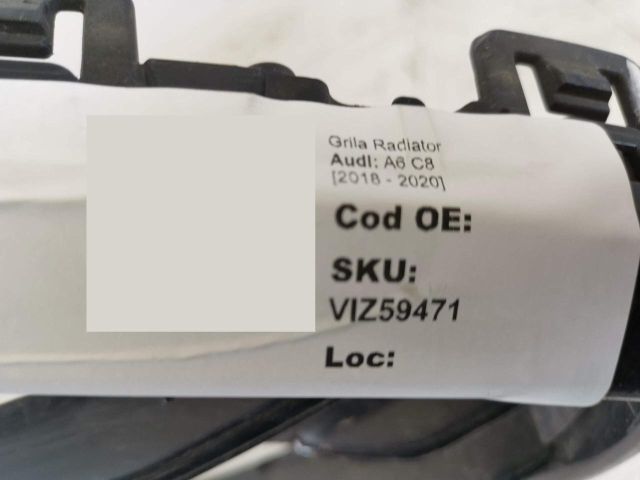 Grila Radiator
Audi: A6 C8
[2018 - 2020]
Cod OE:
SKU:
VIZ59471
Loc: